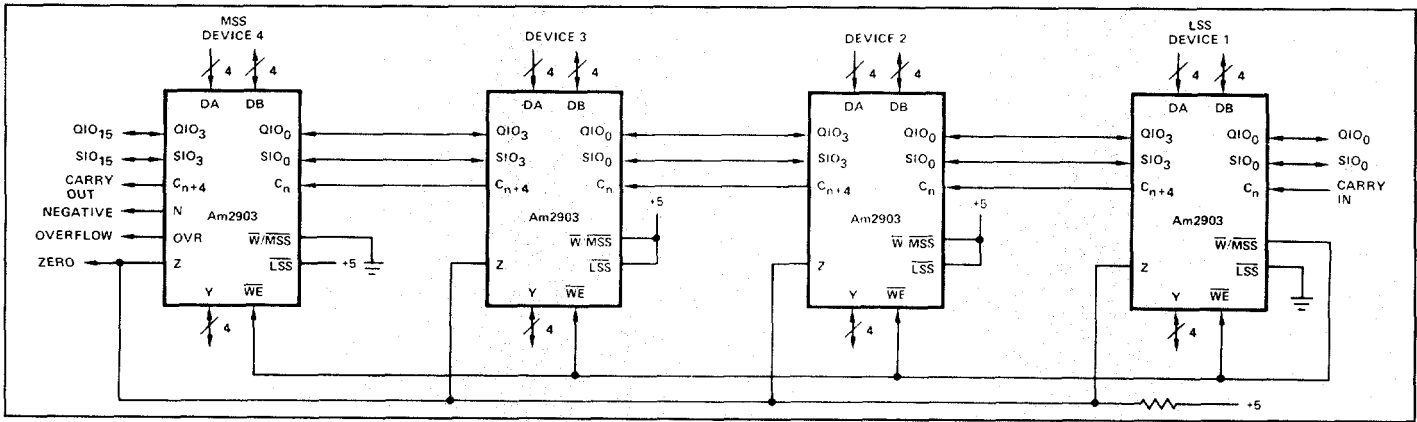 MSS
DEVICE 4
4 4
DA DB
QIO15 QIO3 QIO0
SIO15 SIO3 SIO0
CARRY OUT Cn+4 Cn
NEGATIVE N Am2903
OVERFLOW OVR W/MSS
ZERO Z LSS +5
Y WE
4
DEVICE 3
4 4
DA DB
QIO3 QIO0
SIO3 SIO0
Cn+4 Cn
+5
Am2903
W/MSS
Z LSS
Y WE
4
DEVICE 2
4 4
DA DB
QIO3 QIO0
SIO3 SIO0
Cn+4 Cn
+5
Am2903
W MSS
Z LSS
Y WE
4
LSS
DEVICE 1
4 4
DA DB
QIO3 QIO0 QIO0
SIO3 SIO0 SIO0
Cn+4 Cn CARRY IN
Am2903
W/MSS
Z LSS
Y WE
4
+5